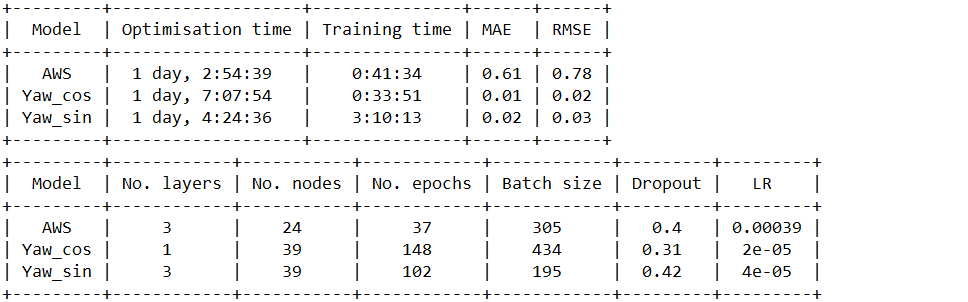 +---------+------------------+---------------+------+------+
|  Model  | Optimisation time | Training time | MAE  | RMSE |
+---------+------------------+---------------+------+------+
|   AWS   |  1 day, 2:54:39  |    0:41:34    | 0.61 | 0.78 |
| Yaw_cos |  1 day, 7:07:54  |    0:33:51    | 0.01 | 0.02 |
| Yaw_sin |  1 day, 4:24:36  |    3:10:13    | 0.02 | 0.03 |
+---------+------------------+---------------+------+------+
+---------+------------+-----------+------------+------------+---------+---------+
|  Model  | No. layers | No. nodes | No. epochs | Batch size | Dropout |   LR    |
+---------+------------+-----------+------------+------------+---------+---------+
|   AWS   |     3      |    24     |     37     |    305     |   0.4   | 0.00039 |
| Yaw_cos |     1      |    39     |    148     |    434     |  0.31   |  2e-05  |
| Yaw_sin |     3      |    39     |    102     |    195     |  0.42   |  4e-05  |
+---------+------------+-----------+------------+------------+---------+---------+